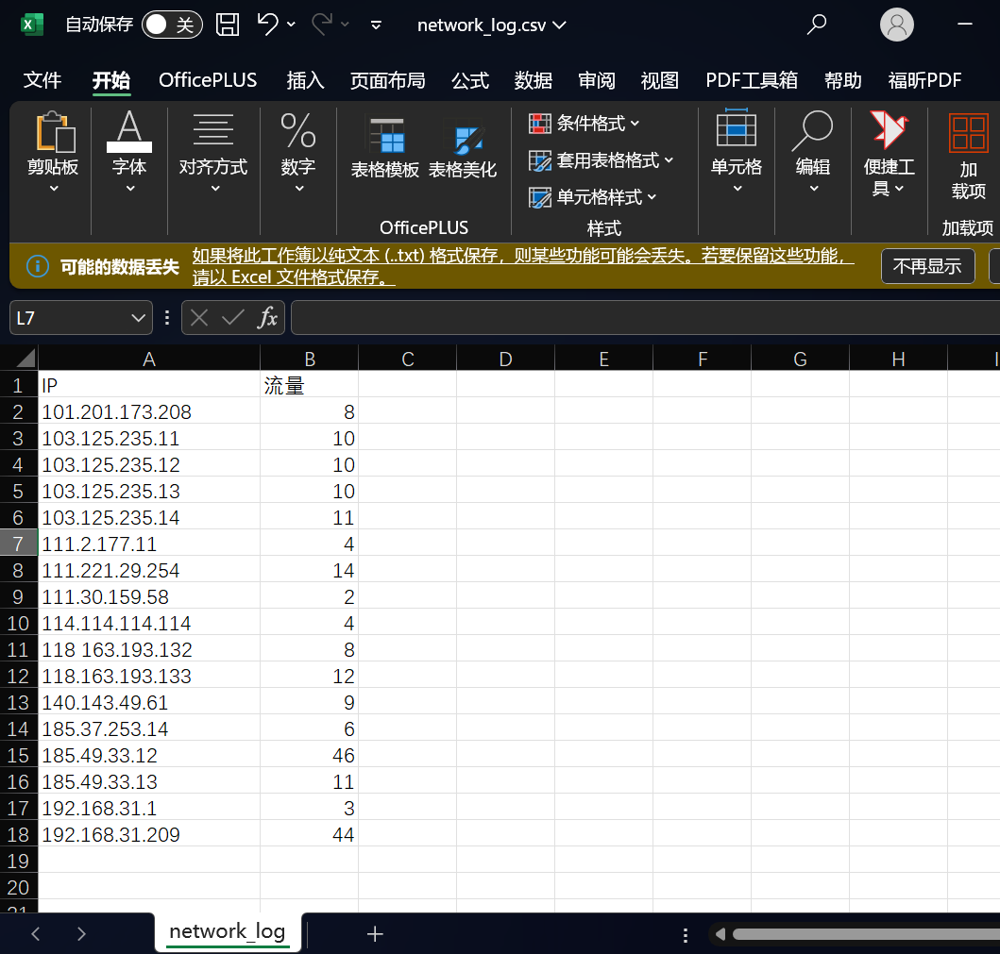 自动保存 关 network_log.csv
文件 开始 OfficePLUS 插入 页面布局 公式 数据 审阅 视图 PDF工具箱 帮助 福昕PDF
剪贴板
字体
对齐方式
%
数字
表格模板 表格美化
OfficePLUS
条件格式
套用表格格式
单元格样式
样式
单元格
编辑
便捷工
具
加
载项
加载项
可能的数据丢失 如果将此工作簿以纯文本 (..txt) 格式保存，则某些功能可能会丢失。若要保留这些功能，
请以 Excel 文件格式保存。
不再显示
L7 fx
A B C D E F G H I
1 IP 流量
2 101.201.173.208 8
3 103.125.235.11 10
4 103.125.235.12 10
5 103.125.235.13 10
6 103.125.235.14 11
7 111.2.177.11 4
8 111.221.29.254 14
9 111.30.159.58 2
10 114.114.114.114 4
11 118 163.193.132 8
12 118.163.193.133 12
13 140.143.49.61 9
14 185.37.253.14 6
15 185.49.33.12 46
16 185.49.33.13 11
17 192.168.31.1 3
18 192.168.31.209 44
19
20
21
network_log